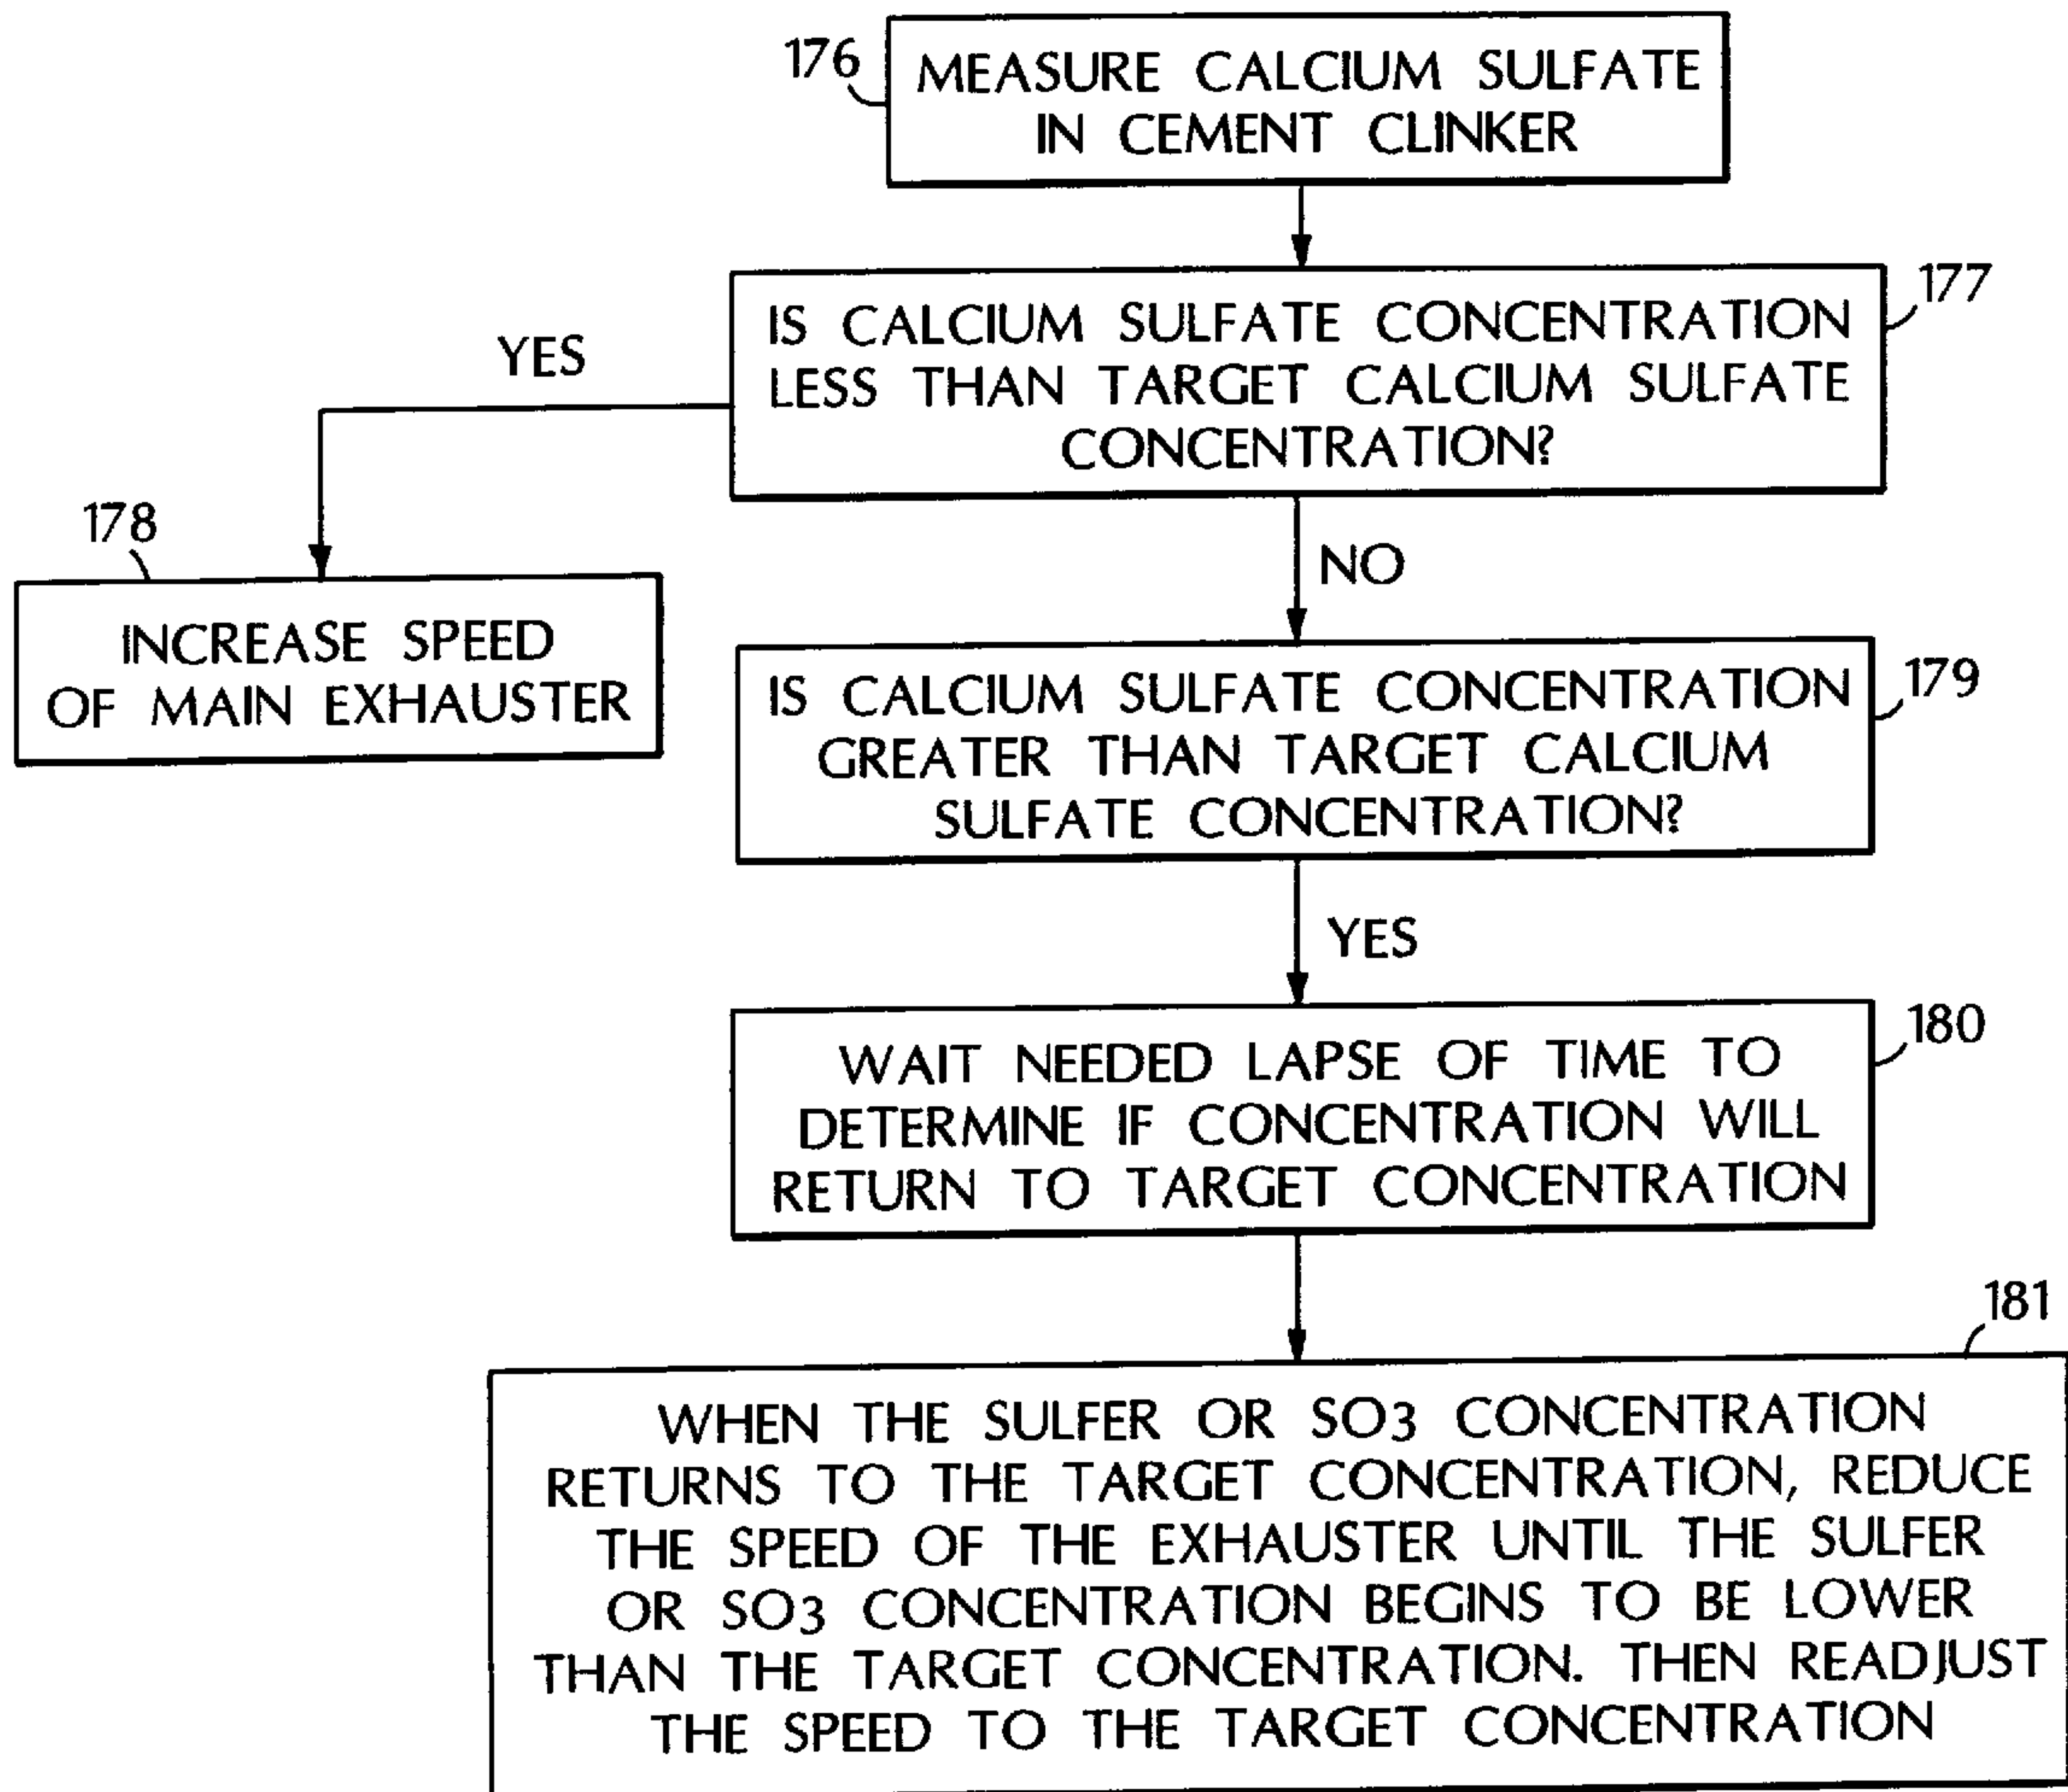 176
MEASURE CALCIUM SULFATE
IN CEMENT CLINKER
177
IS CALCIUM SULFATE CONCENTRATION
LESS THAN TARGET CALCIUM SULFATE
CONCENTRATION?
YES
178
INCREASE SPEED
OF MAIN EXHAUSTER
NO
179
IS CALCIUM SULFATE CONCENTRATION
GREATER THAN TARGET CALCIUM
SULFATE CONCENTRATION?
YES
180
WAIT NEEDED LAPSE OF TIME TO
DETERMINE IF CONCENTRATION WILL
RETURN TO TARGET CONCENTRATION
181
WHEN THE SULFER OR SO3 CONCENTRATION
RETURNS TO THE TARGET CONCENTRATION, REDUCE
THE SPEED OF THE EXHAUSTER UNTIL THE SULFER
OR SO3 CONCENTRATION BEGINS TO BE LOWER
THAN THE TARGET CONCENTRATION. THEN READJUST
THE SPEED TO THE TARGET CONCENTRATION